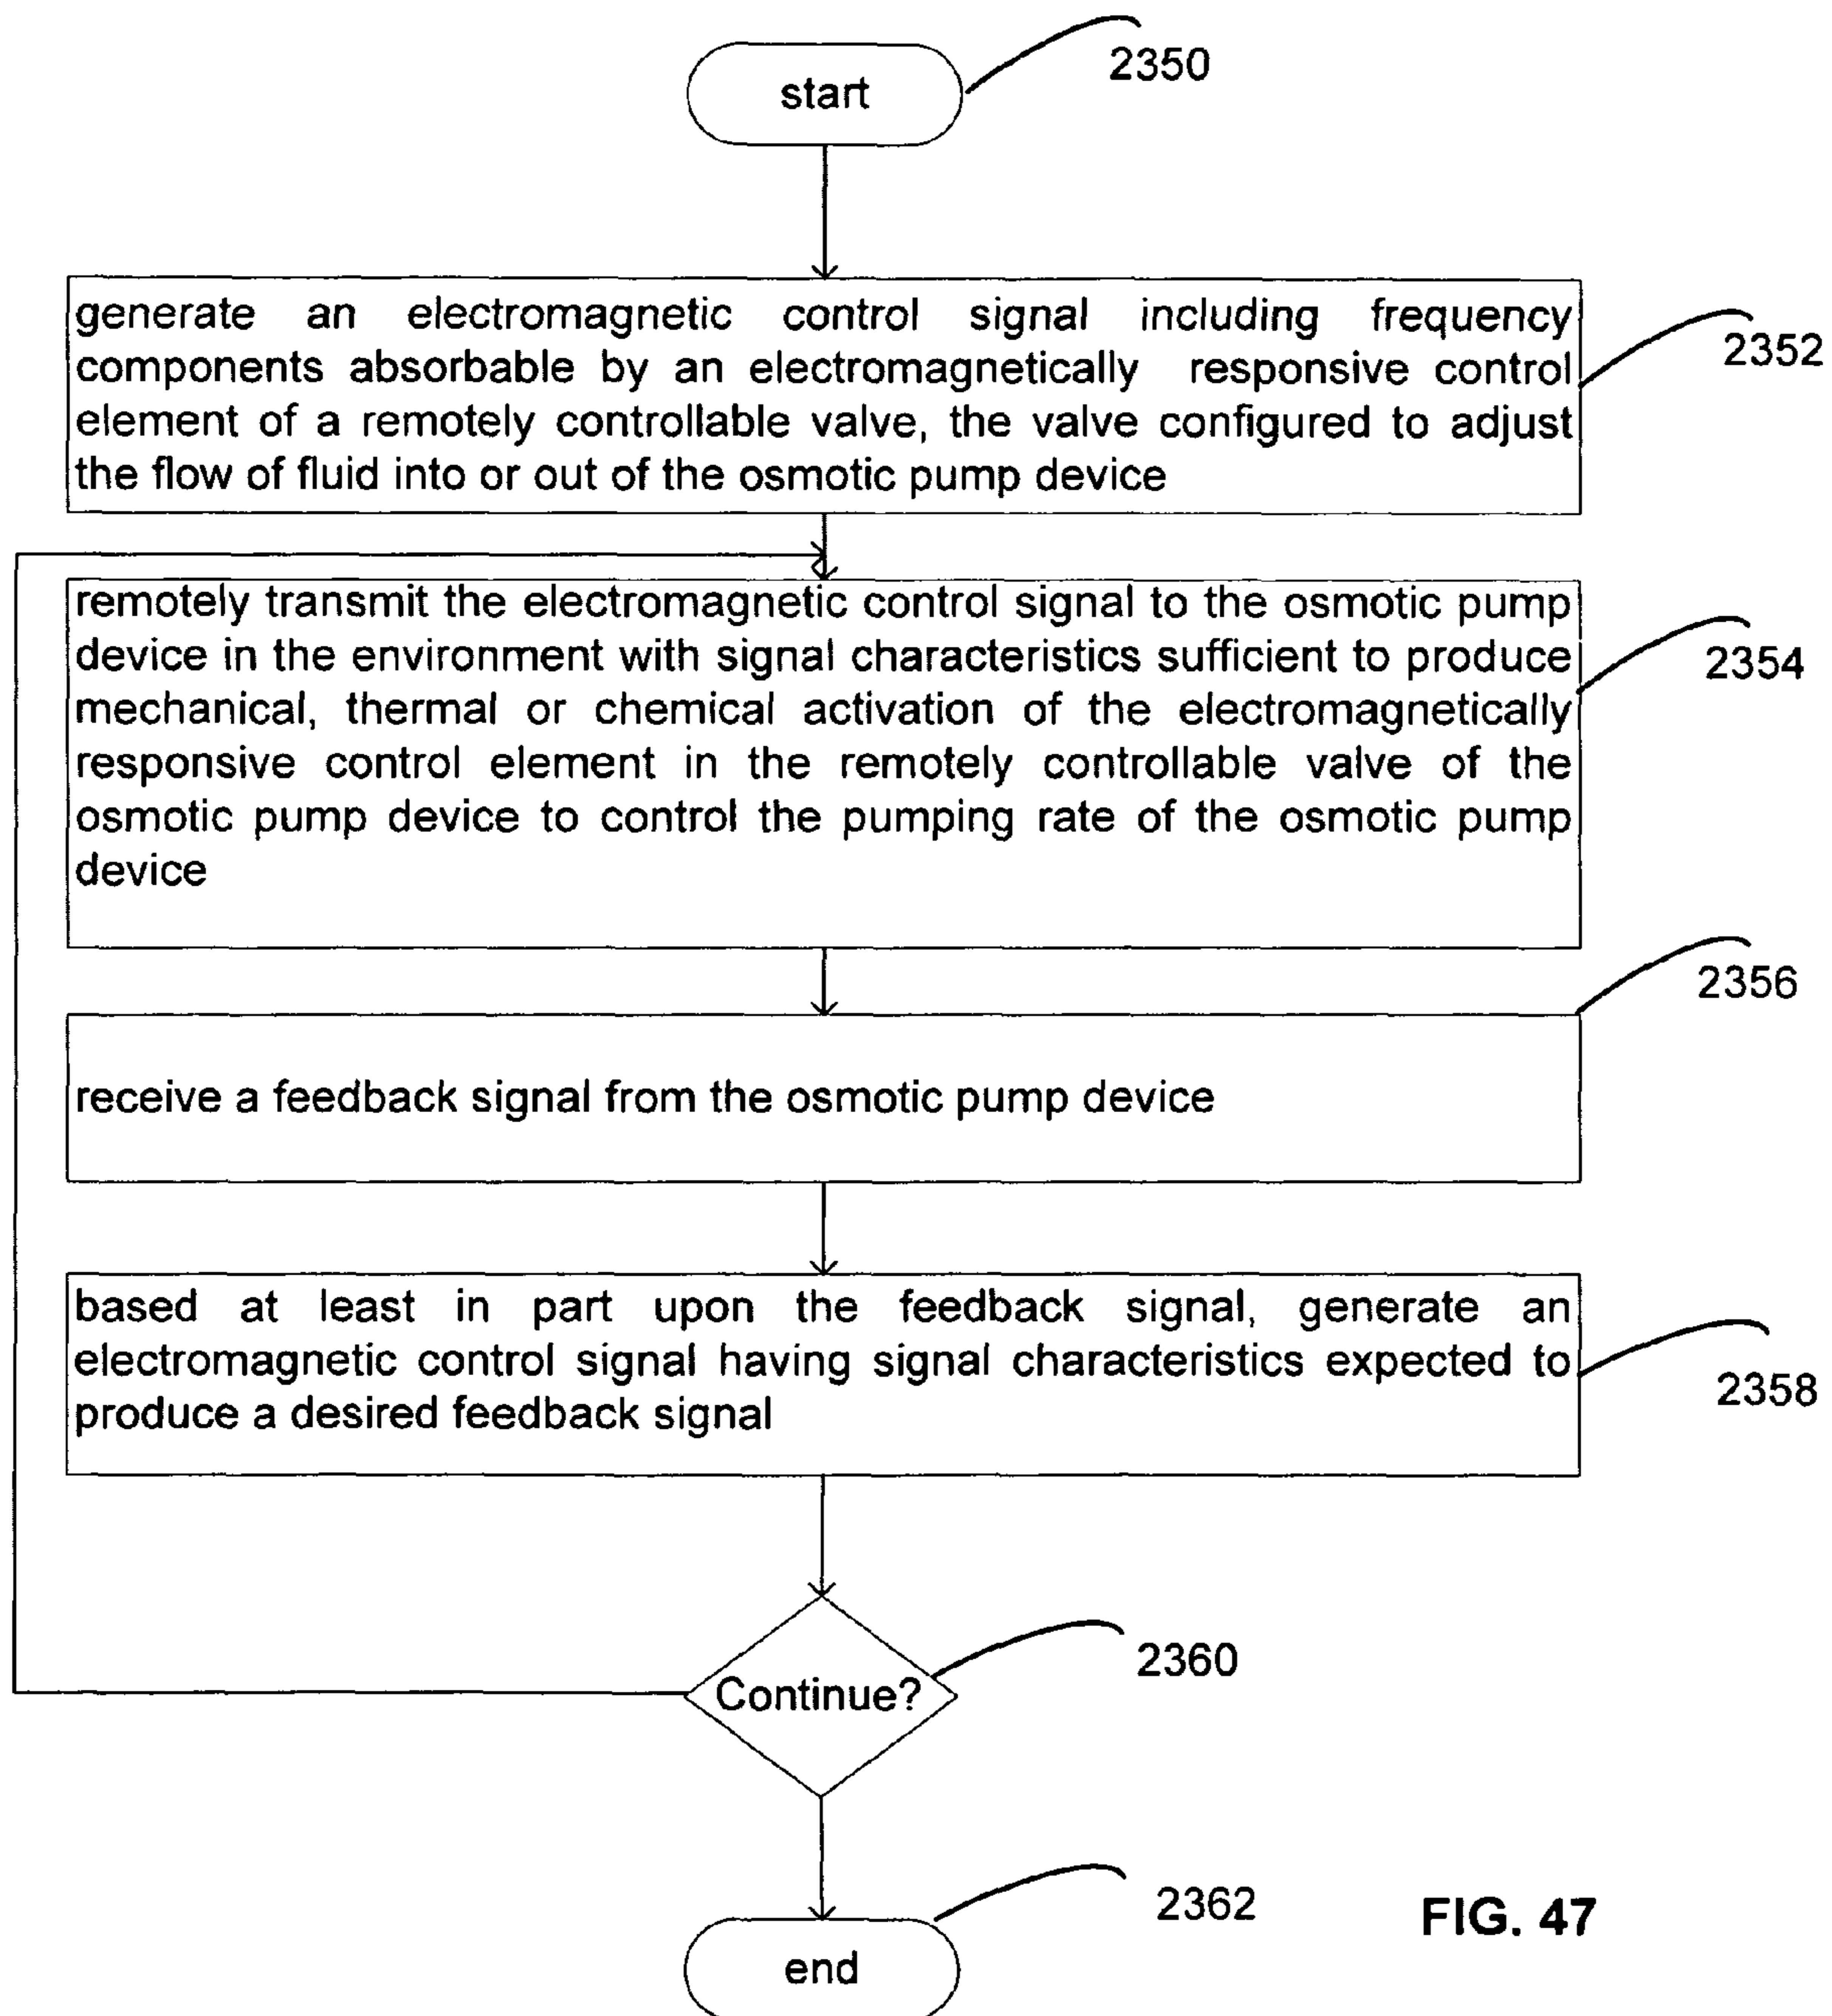 start
2350
generate an electromagnetic control signal including frequency
components absorbable by an electromagnetically responsive control
element of a remotely controllable valve, the valve configured to adjust
the flow of fluid into or out of the osmotic pump device
2352
remotely transmit the electromagnetic control signal to the osmotic pump
device in the environment with signal characteristics sufficient to produce
mechanical, thermal or chemical activation of the electromagnetically
responsive control element in the remotely controllable valve of the
osmotic pump device to control the pumping rate of the osmotic pump
device
2354
receive a feedback signal from the osmotic pump device
2356
based at least in part upon the feedback signal, generate an
electromagnetic control signal having signal characteristics expected to
produce a desired feedback signal
2358
Continue?
2360
end
2362
FIG. 47